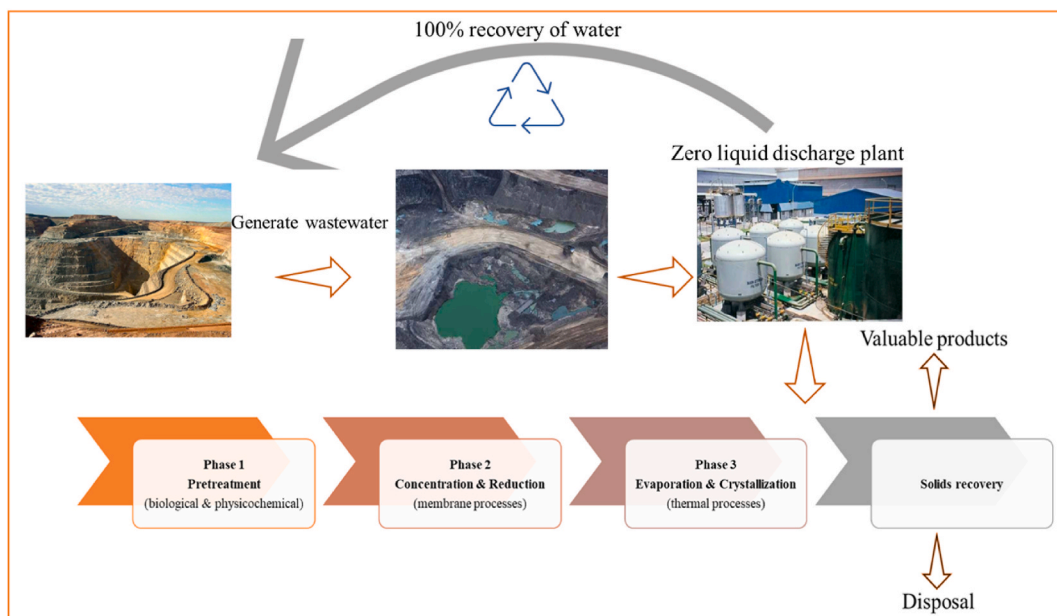 100% recovery of water
Zero liquid discharge plant
Generate wastewater
Valuable products
Phase 1
Pretreatment
(biological & physicochemical)
Phase 2
Concentration & Reduction
(membrane processes)
Phase 3
Evaporation & Crystallization
(thermal processes)
Solids recovery
Disposal